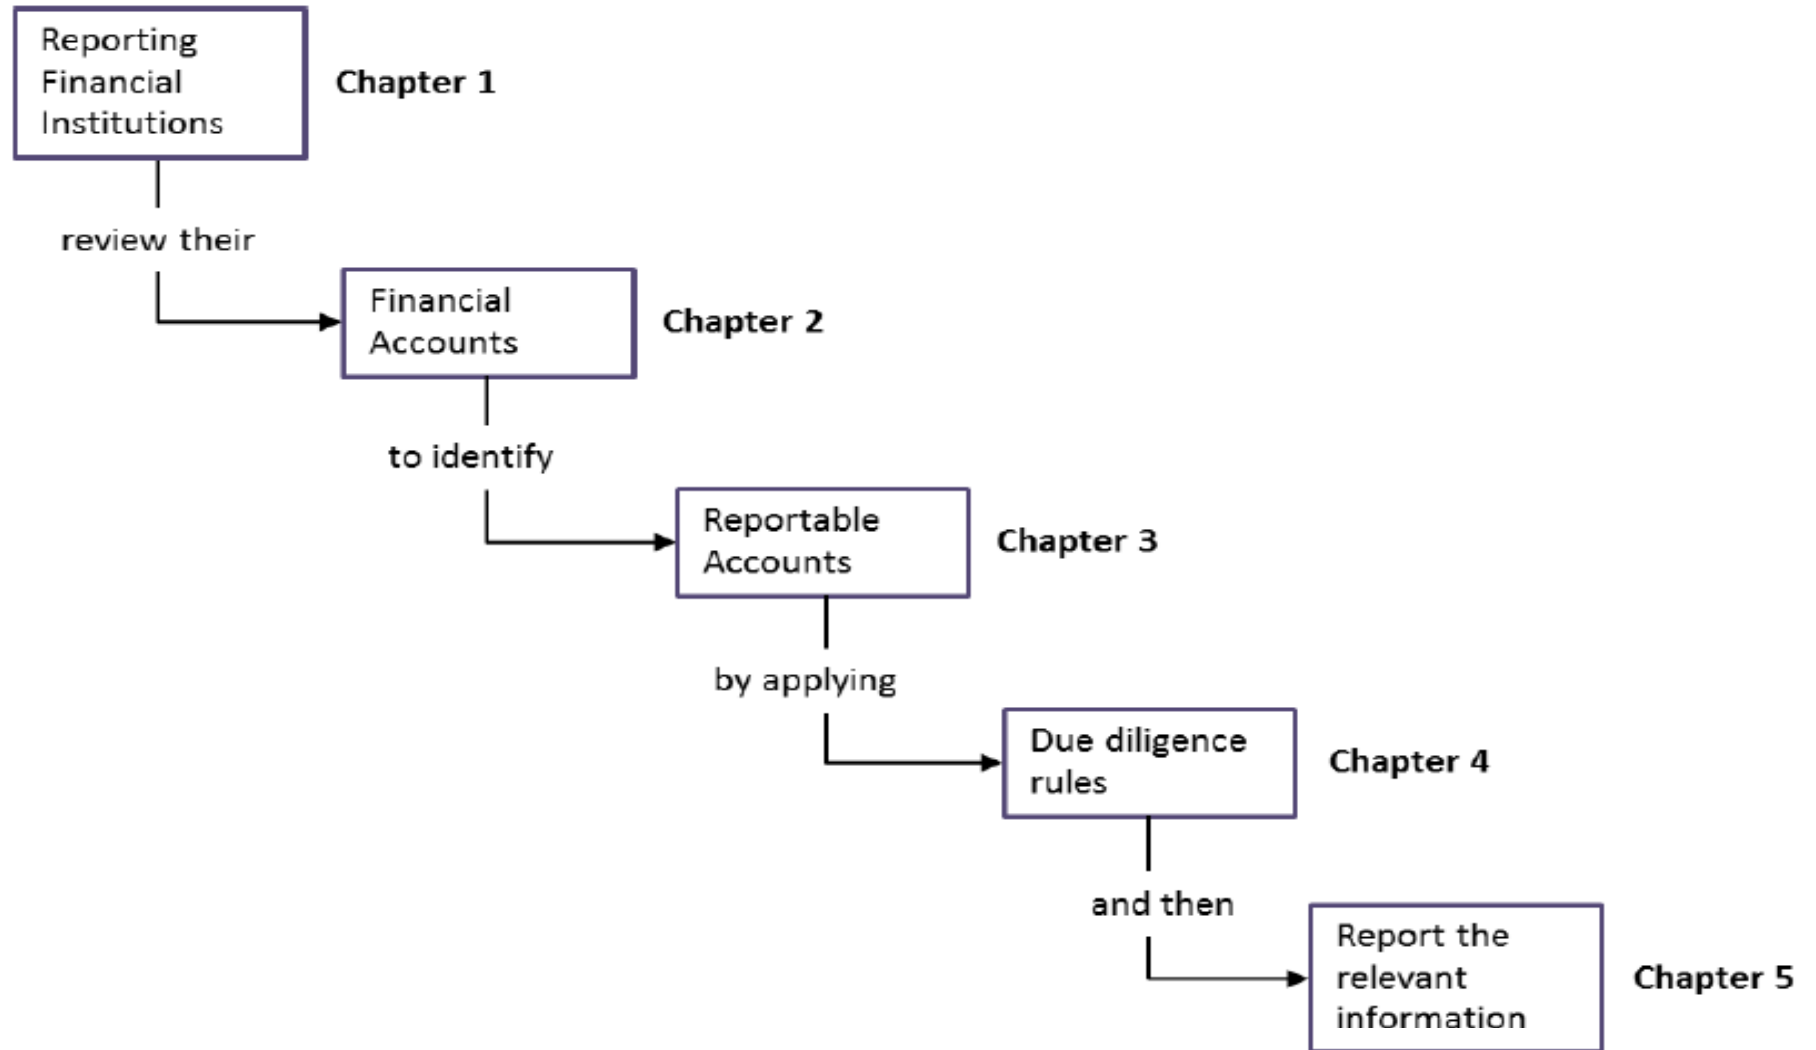 Reporting
Financial
Institutions
Chapter 1
review their
Financial
Accounts
Chapter 2
to identify
Reportable
Accounts
Chapter 3
by applying
Due diligence
rules
Chapter 4
and then
Report the
relevant
information
Chapter 5